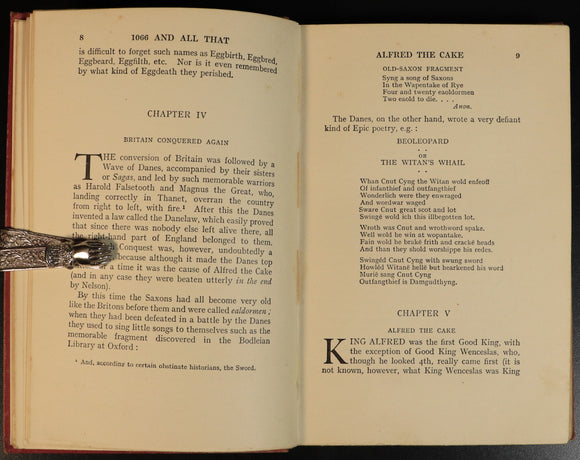 8 1066 AND ALL THAT
is difficult to forget such names as Eggbirth, Eggbred,
Eggbeard, Eggfilth, etc. Nor is it even remembered
by what kind of Eggdeath they perished.
CHAPTER IV
BRITAIN CONQUERED AGAIN
THE conversion of Britain was followed by a
Wave of Danes, accompanied by their sisters
or Sagas, and led by such memorable warriors
as Harold Falsetooth and Magnus the Great, who,
landing correctly in Thanet, overran the country
from right to left, with fire.¹ After this the Danes
invented a law called the Danelaw, which easily proved
that since there was nobody else left alive there, all
the right-hand part of England belonged to them.
Conquest was, however, undoubtedly a
because although it made the Danes top
for a time it was the cause of Alfred the Cake
(and in any case they were beaten utterly in the end
by Nelson).
By this time the Saxons had all become very old
like the Britons before them and were called ealdormen;
when they had been defeated in a battle by the Danes
they used to sing little songs to themselves such as the
memorable fragment discovered in the Bodleian
Library at Oxford:
¹ And, according to certain obstinate historians, the Sword.
ALFRED THE CAKE 9
OLD-SAXON FRAGMENT
Syng a song of Saxons
In the Wapentake of Rye
Four and twenty eaoldormen
Too eaold to die. . . .
Anon.
The Danes, on the other hand, wrote a very defiant
kind of Epic poetry, e.g.:
BEOLEOPARD
OR
THE WITAN'S WHAIL
Whan Cnut Cyng the Witan wold enfeoff
Of infanthief and outfangthief
Wonderlich were they enwraged
And wordwar waged
Sware Cnut great scot and lot
Swingë wold ich this illbegotten lot.
Wroth was Cnut and wrothword spake.
Well wold he win at wopantake.
Fain wold he brakë frith and crackë heads
And than they shold worshippe his redes.
Swingéd Cnut Cyng with swung sword
Howléd Witanë hellë but hearkened his word
Murië sang Cnut Cyng
Outfangthief is Damgudthyng.
CHAPTER V
ALFRED THE CAKE
KING ALFRED was the first Good King, with
the exception of Good King Wenceslas, who,
though he looked 4th, really came first (it is
not known, however, what King Wenceslas was King